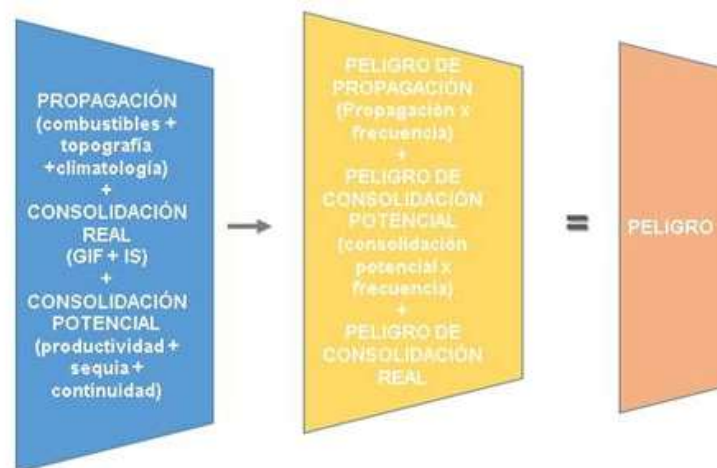 PROPAGACIÓN
(combustibles +
topografía
+climatología)
+
CONSOLIDACIÓN
REAL
(GIF + IS)
+
CONSOLIDACIÓN
POTENCIAL
(productividad +
sequia +
continuidad)
PELIGRO DE
PROPAGACIÓN
(Propagación x
frecuencia)
+
PELIGRO DE
CONSOLIDACIÓN
POTENCIAL
(consolidación
potencial x
frecuencia)
+
PELIGRO DE
CONSOLIDACIÓN
REAL
=
PELIGRO